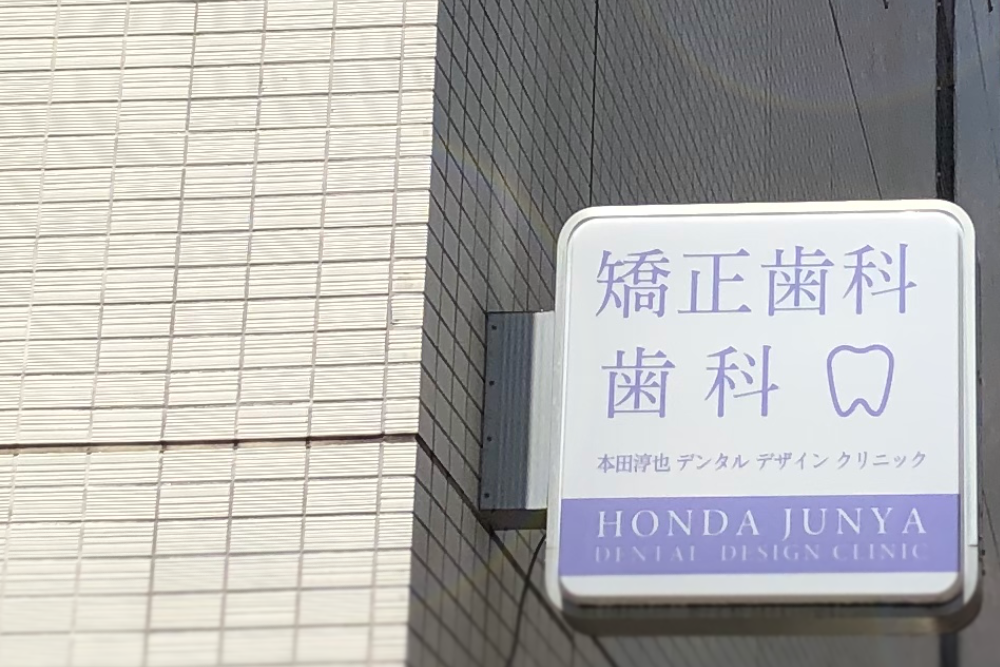 矯正歯科
歯科
本田淳也 デンタル デザイン クリニック
HONDA JUNYA
DENTAL DESIGN CLINIC